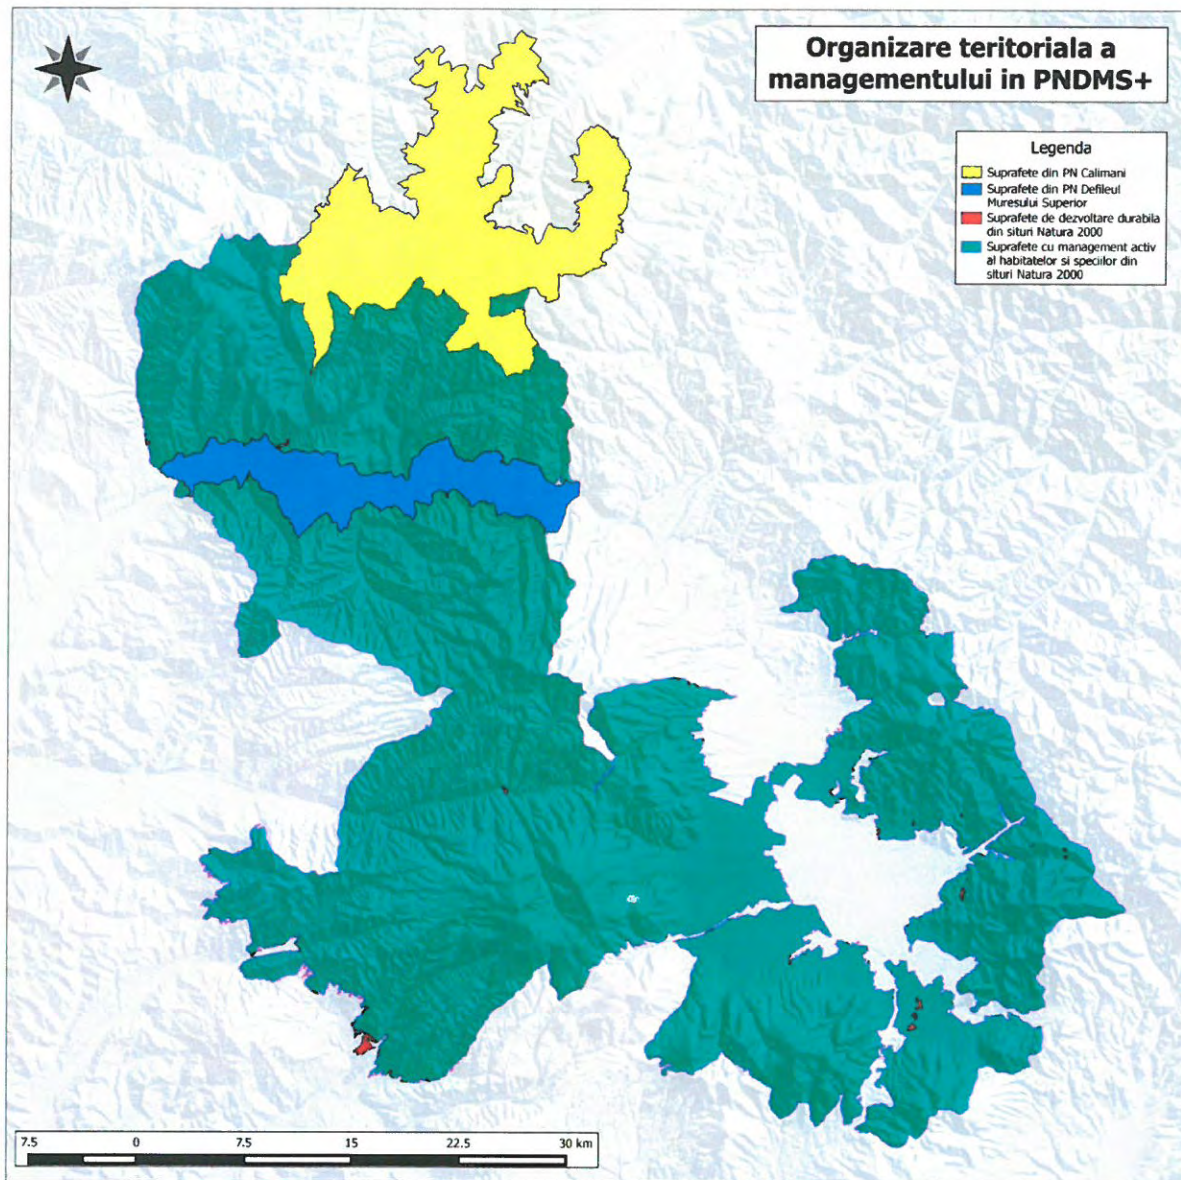 Organizare teritoriala a
managementului in PNDMS+
Legenda
Suprafete din PN Calimani
Suprafete din PN Defileul
Muresului Superior
Suprafete de dezvoltare durabila
din situri Natura 2000
Suprafete cu management activ
al habitatelor si speciilor din
situri Natura 2000
7.5 0 7.5 15 22.5 30 km